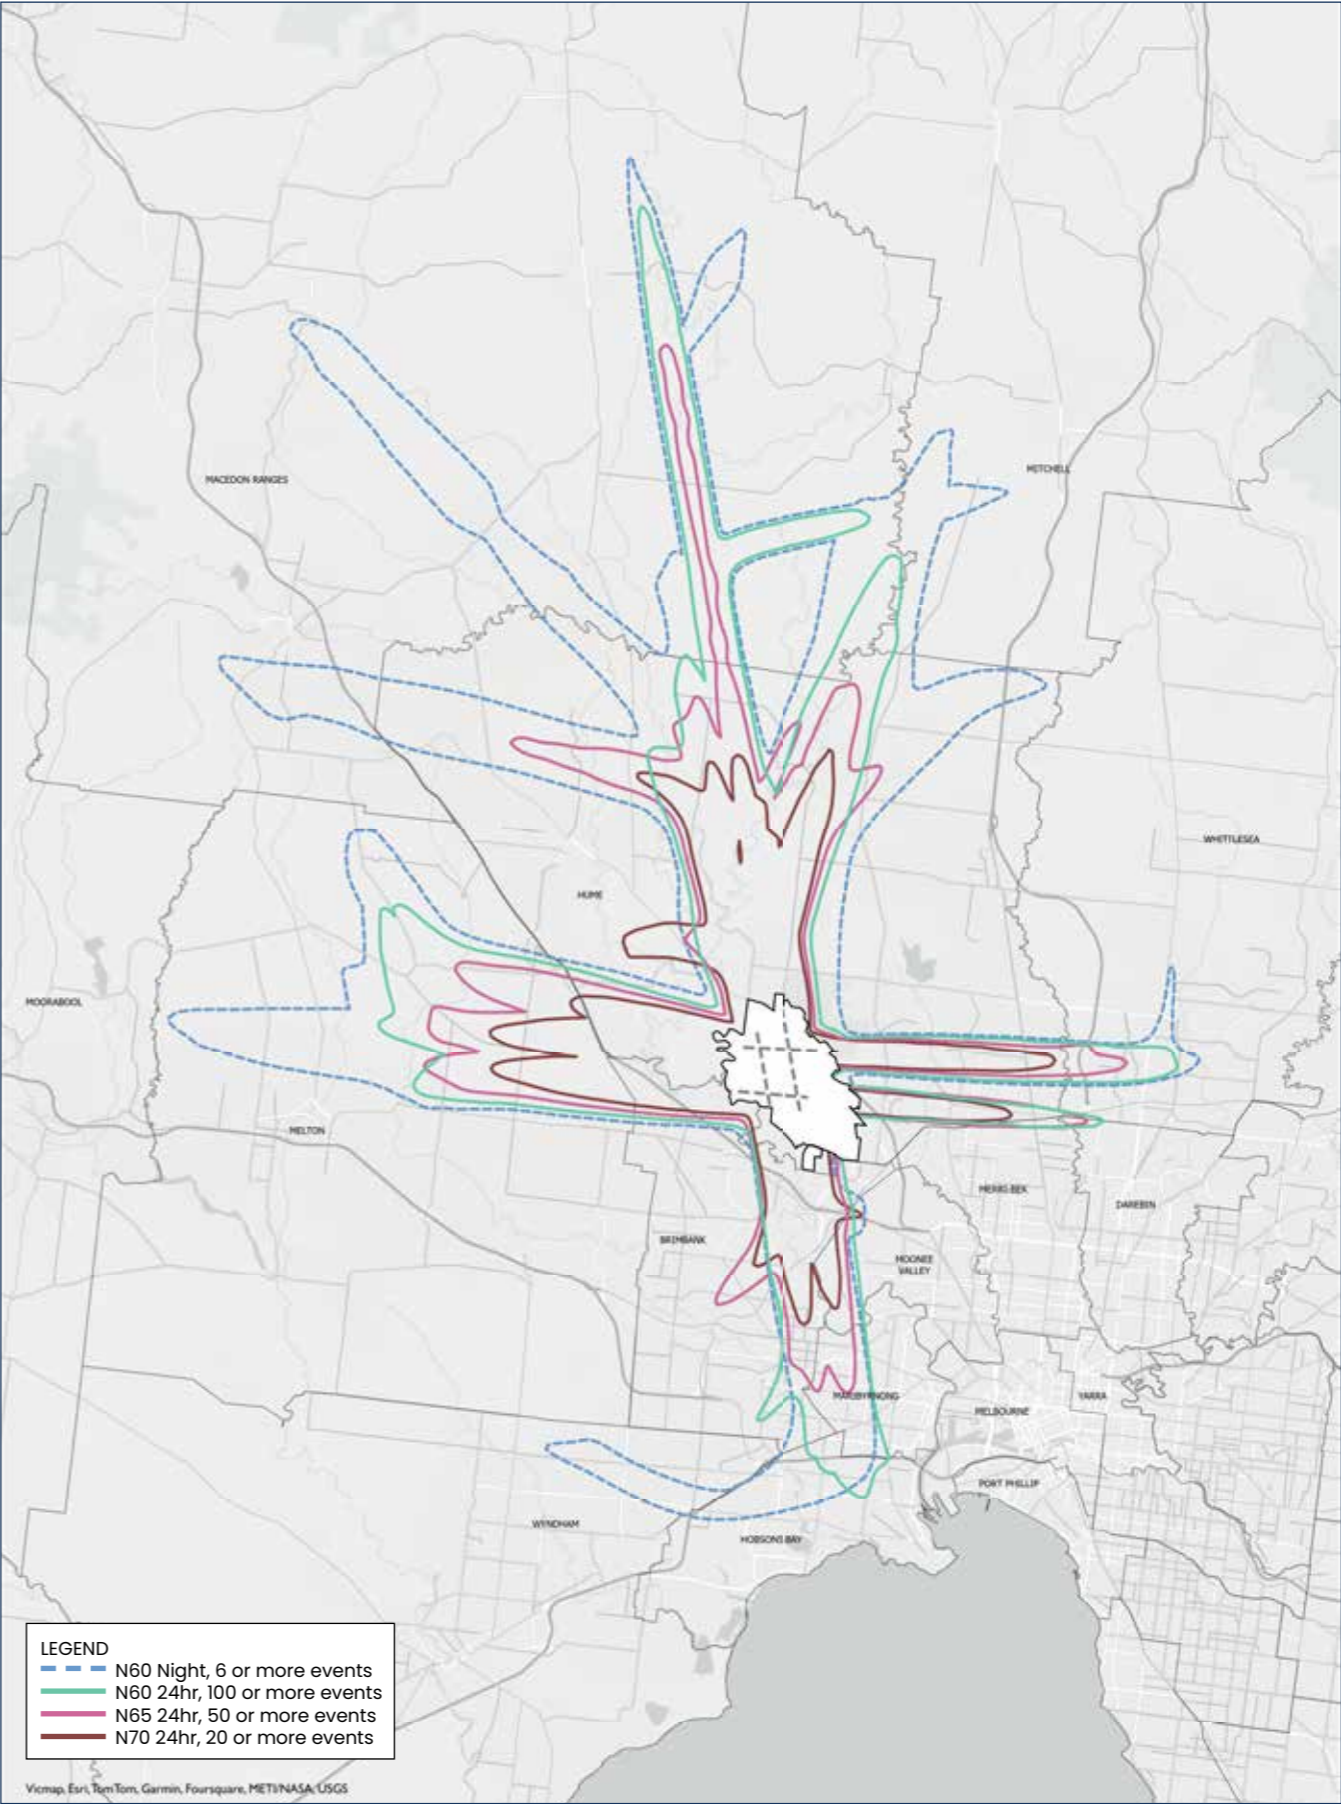 MACEDON RANGES
MITCHELL
WHITTLESEA
HUME
MOORABOOL
MELTON
MERRI-BEK
DAREBIN
BRIMBANK
MOONEE
VALLEY
MARIBYRNONG
YARRA
MELBOURNE
PORT PHILLIP
WYNDHAM
HOBSONS BAY
LEGEND
N60 Night, 6 or more events
N60 24hr, 100 or more events
N65 24hr, 50 or more events
N70 24hr, 20 or more events
Vicmap, Esri, TomTom, Garmin, Foursquare, METI/NASA, USGS